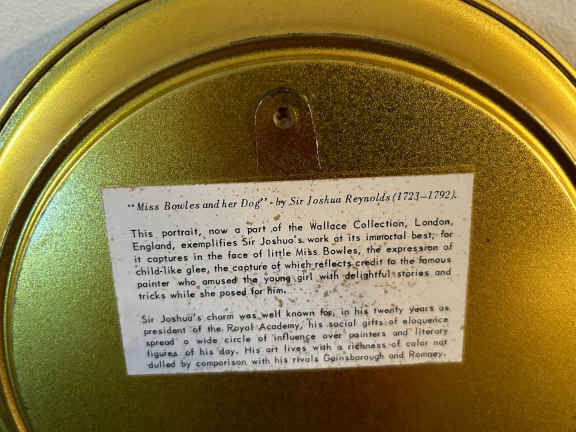 "Miss Bowles and her Dog" - by Sir Joshua Reynolds (1723-1792).
This portrait, now a part of the Wallace Collection, London,
England, exemplifies Sir Joshua's work at its immortal best; for
it captures in the face of little Miss Bowles, the expression of
child-like glee, the capture of which reflects credit to the famous
painter who amused the young girl with delightful stories and
tricks while she posed for him.
Sir Joshua's charm was well known for, in his twenty years as
president of the Royal Academy, his social gifts of eloquence
spread a wide circle of influence over painters and literary
figures of his day. His art lives with a richness of color not
dulled by comparison with his rivals Gainsborough and Romney.